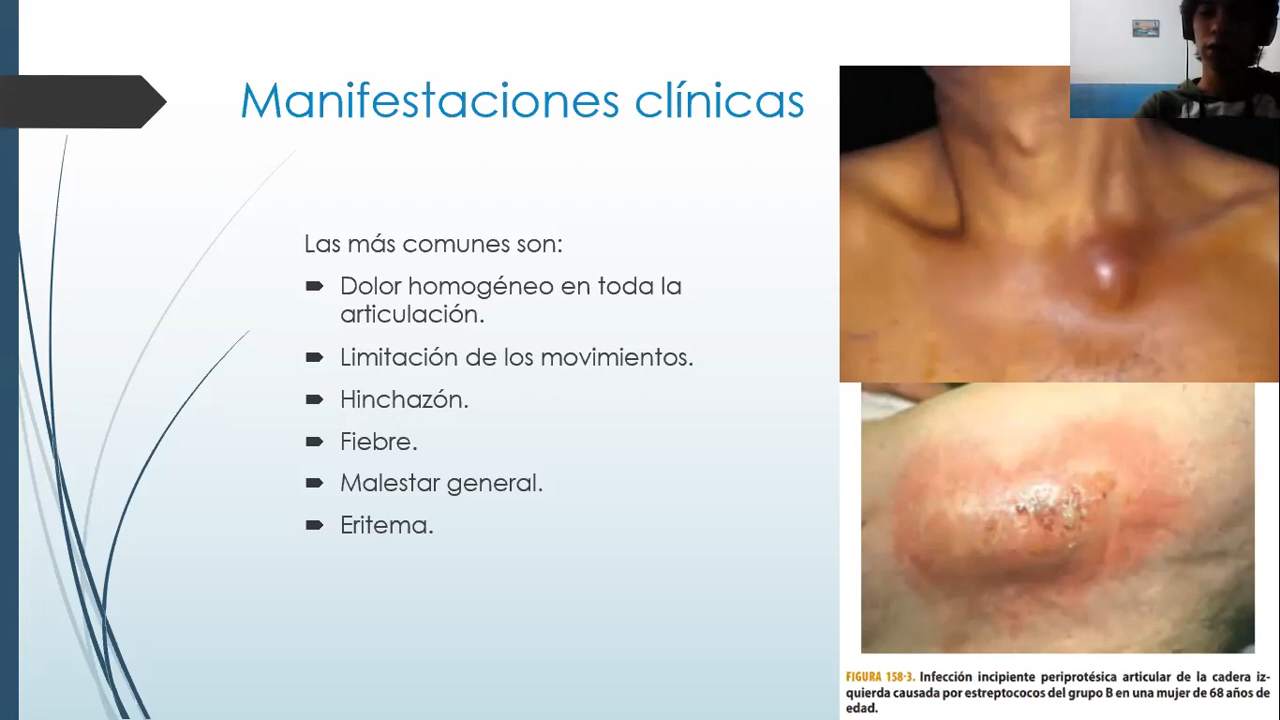 Manifestaciones clínicas
Las más comunes son:
Dolor homogéneo en toda la
articulación.
Limitación de los movimientos.
Hinchazón.
Fiebre.
Malestar general.
Eritema.
FIGURA 158-3. Infección incipiente periprotésica articular de la cadera iz-
quierda causada por estreptococos del grupo B en una mujer de 68 años de
edad.